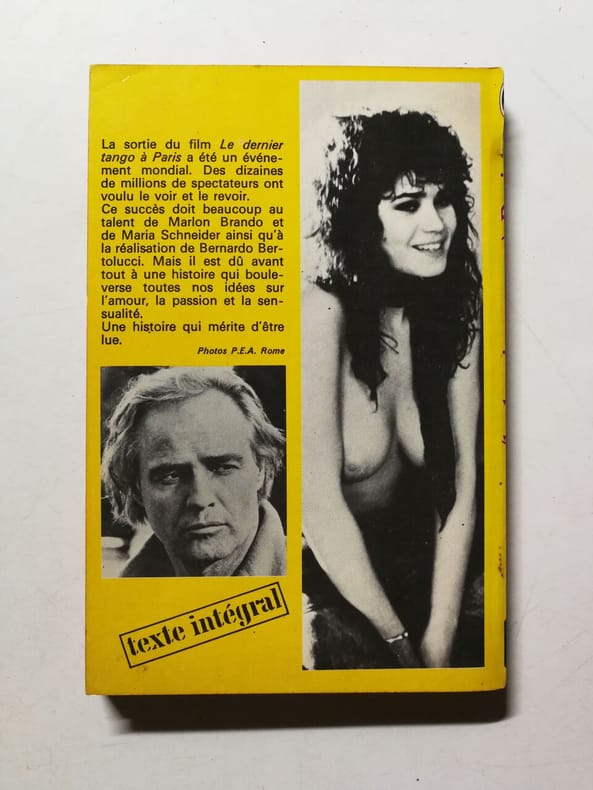 La sortie du film Le dernier
tango à Paris a été un événe-
ment mondial. Des dizaines
de millions de spectateurs ont
voulu le voir et le revoir.
Ce succès doit beaucoup au
talent de Marlon Brando et
de Maria Schneider ainsi qu'à
la réalisation de Bernardo Ber-
tolucci. Mais il est dû avant
tout à une histoire qui boule-
verse toutes nos idées sur
l'amour, la passion et la sen-
sualité.
Une histoire qui mérite d'être
lue.
Photos P.E.A. Rome
texte intégral